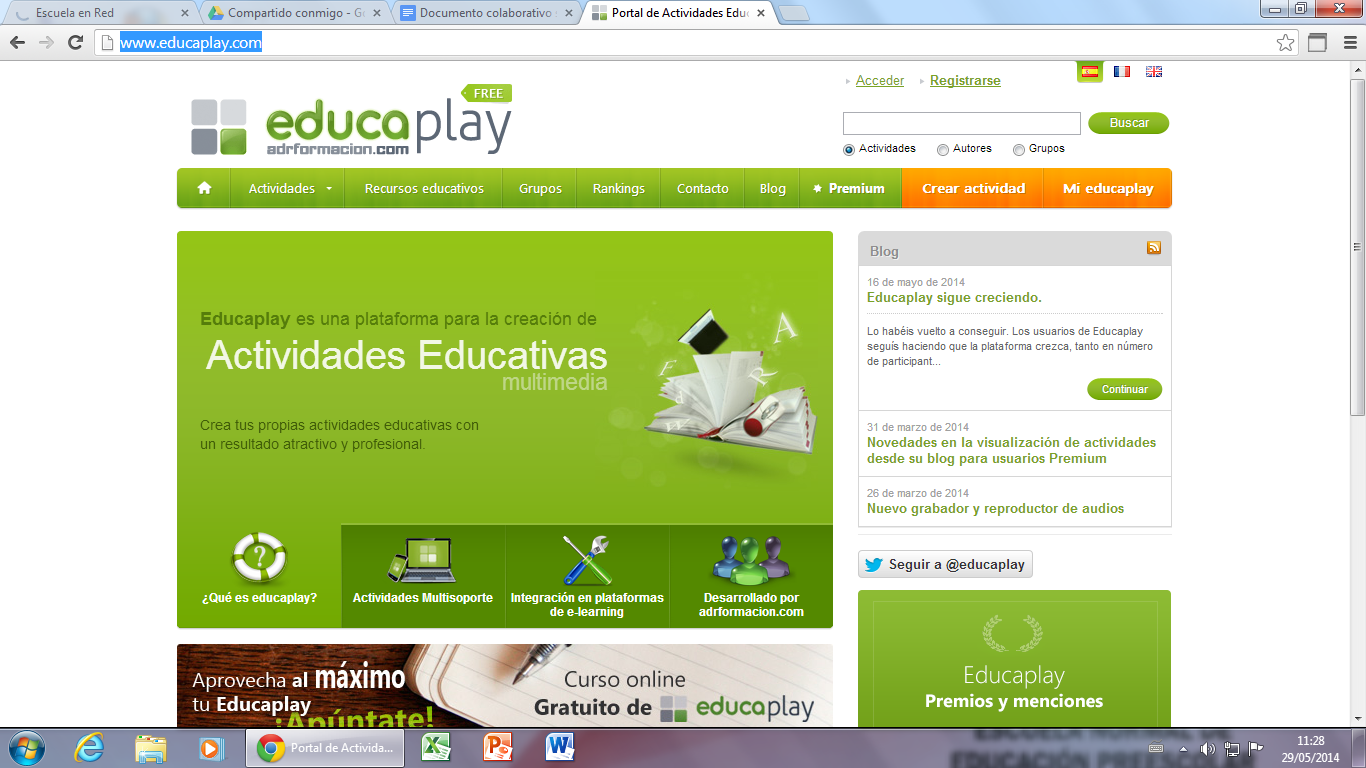 Escuela en Red
Compartido conmigo - G
Documento colaborativo
Portal de Actividades Edu
www.educaplay.com
Acceder
Registrarse
FREE
educaplay
adrformacion.com
Buscar
Actividades
Autores
Grupos
Actividades
Recursos educativos
Grupos
Rankings
Contacto
Blog
Premium
Crear actividad
Mi educaplay
Educaplay es una plataforma para la creación de
Actividades Educativas
multimedia
Crea tus propias actividades educativas con
un resultado atractivo y profesional.
¿Qué es educaplay?
Actividades Multisoporte
Integración en plataformas
de e-learning
Desarrollado por
adrformacion.com
Aprovecha al máximo
tu Educaplay
¡Apúntate!
Curso online
Gratuito de educaplay
Blog
16 de mayo de 2014
Educaplay sigue creciendo.
Lo habéis vuelto a conseguir. Los usuarios de Educaplay
seguís haciendo que la plataforma crezca, tanto en número
de participant...
Continuar
31 de marzo de 2014
Novedades en la visualización de actividades
desde su blog para usuarios Premium
26 de marzo de 2014
Nuevo grabador y reproductor de audios
Seguir a @educaplay
Educaplay
Premios y menciones
Portal de Activida...
ESCUELA NORMAL DE
EDUCACIÓN PREESCOLAR
11:28
29/05/2014